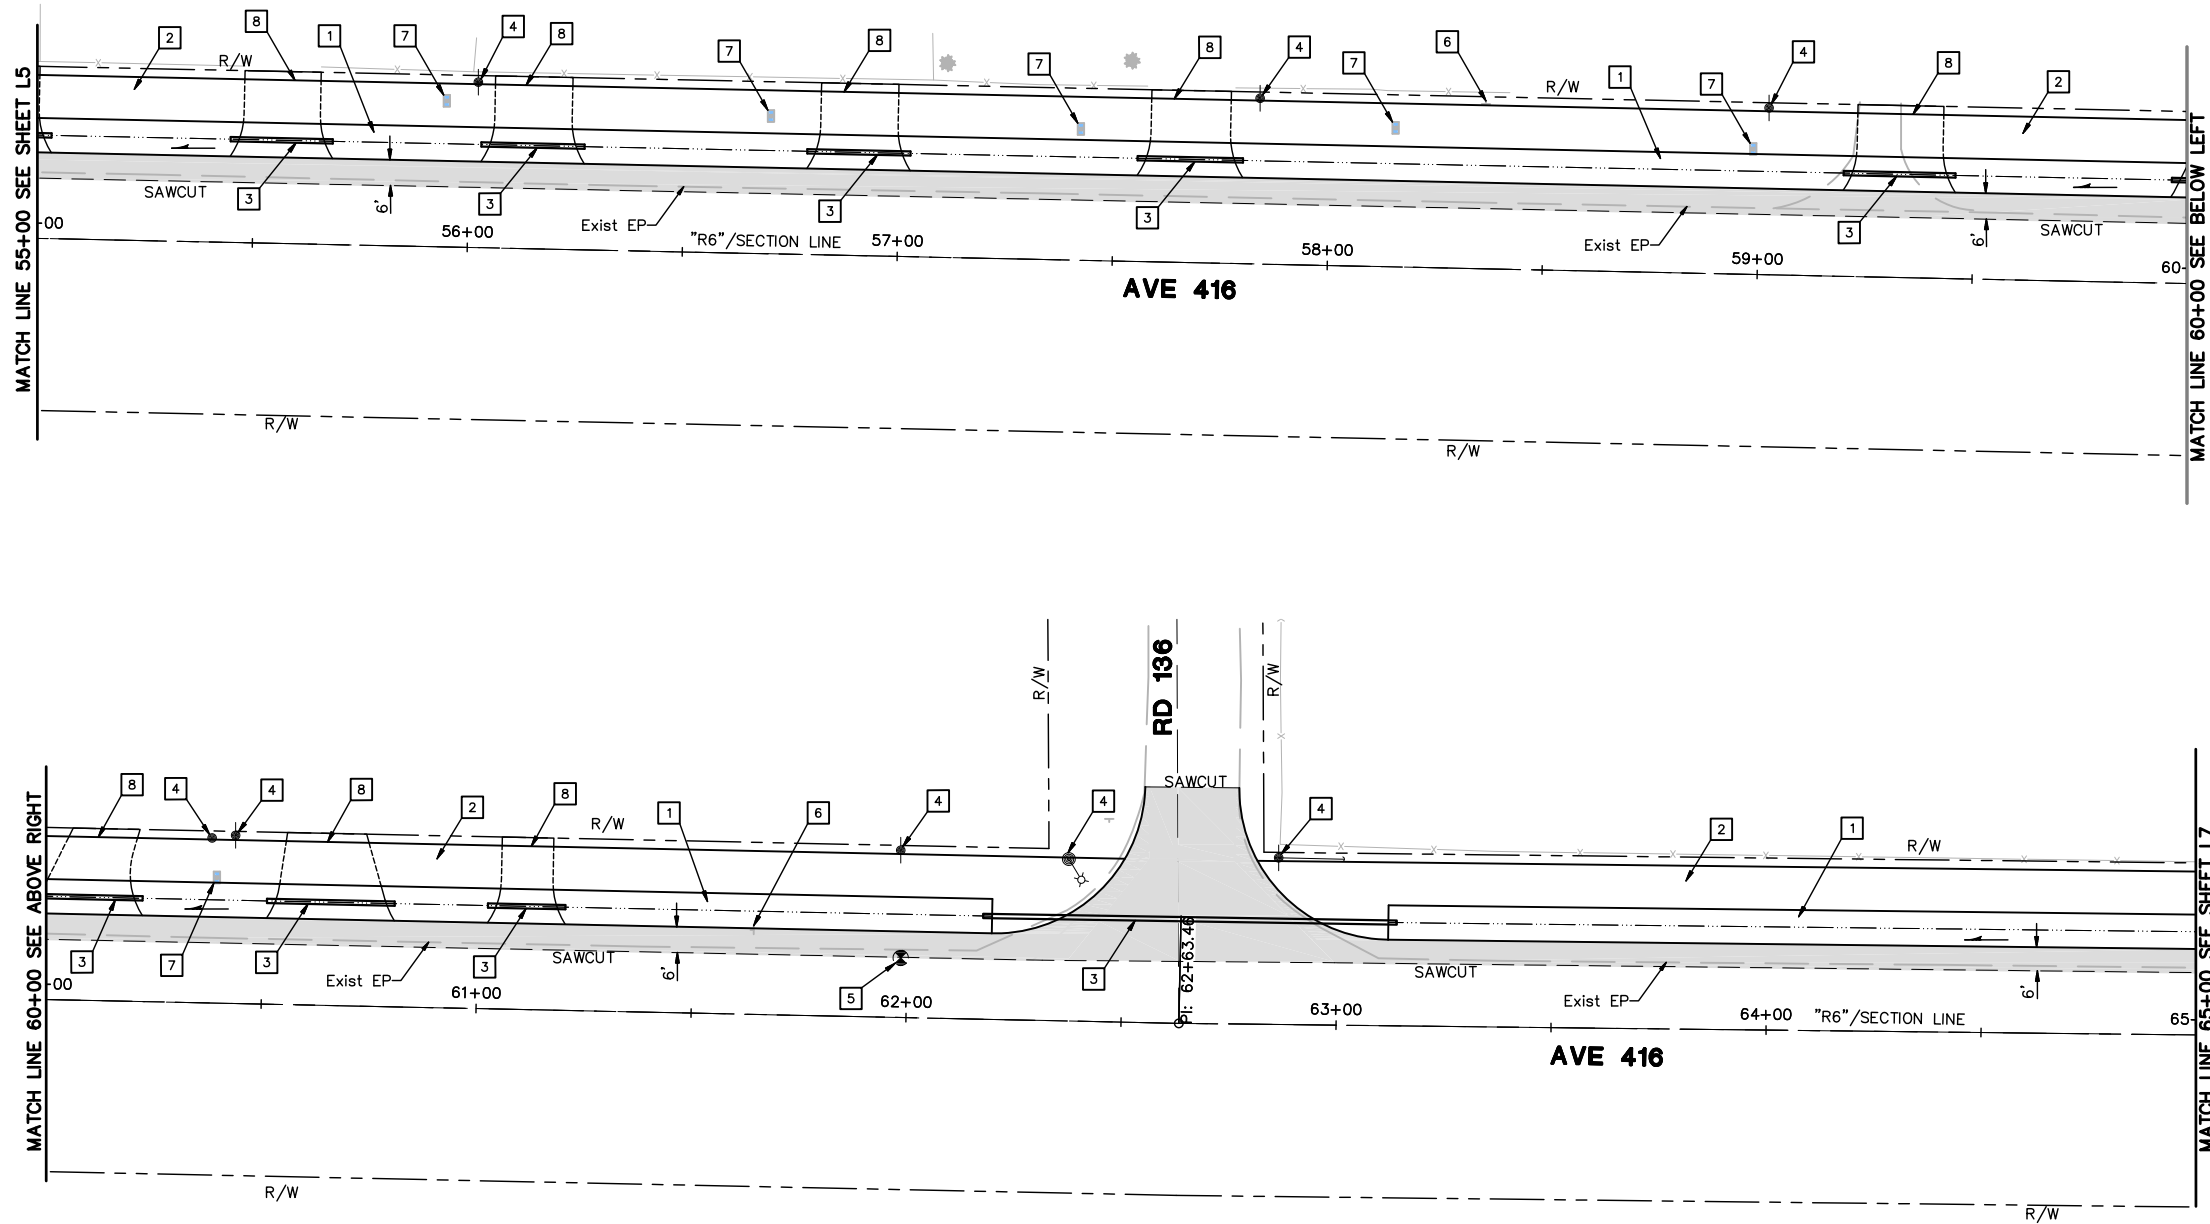 MATCH LINE 55+00 SEE SHEET L5
2
8
1
7
4
8
7
8
7
8
4
7
6
1
7
4
8
2
R/W
R/W
SAWCUT
3
6'
3
Exist EP
3
3
Exist EP
3
6'
SAWCUT
00
56+00
"R6"/SECTION LINE
57+00
58+00
59+00
60
AVE 416
R/W
R/W
MATCH LINE 60+00 SEE BELOW LEFT
MATCH LINE 60+00 SEE ABOVE RIGHT
R/W
RD 136
R/W
SAWCUT
8
4
4
8
2
8
R/W
1
6
4
4
4
2
1
R/W
3
7
3
3
SAWCUT
6'
Exist EP
5
3
PI: 62+63.46
SAWCUT
Exist EP
6'
00
61+00
62+00
63+00
64+00
"R6"/SECTION LINE
65
AVE 416
R/W
R/W
MATCH LINE 65+00 SEE SHEET L7